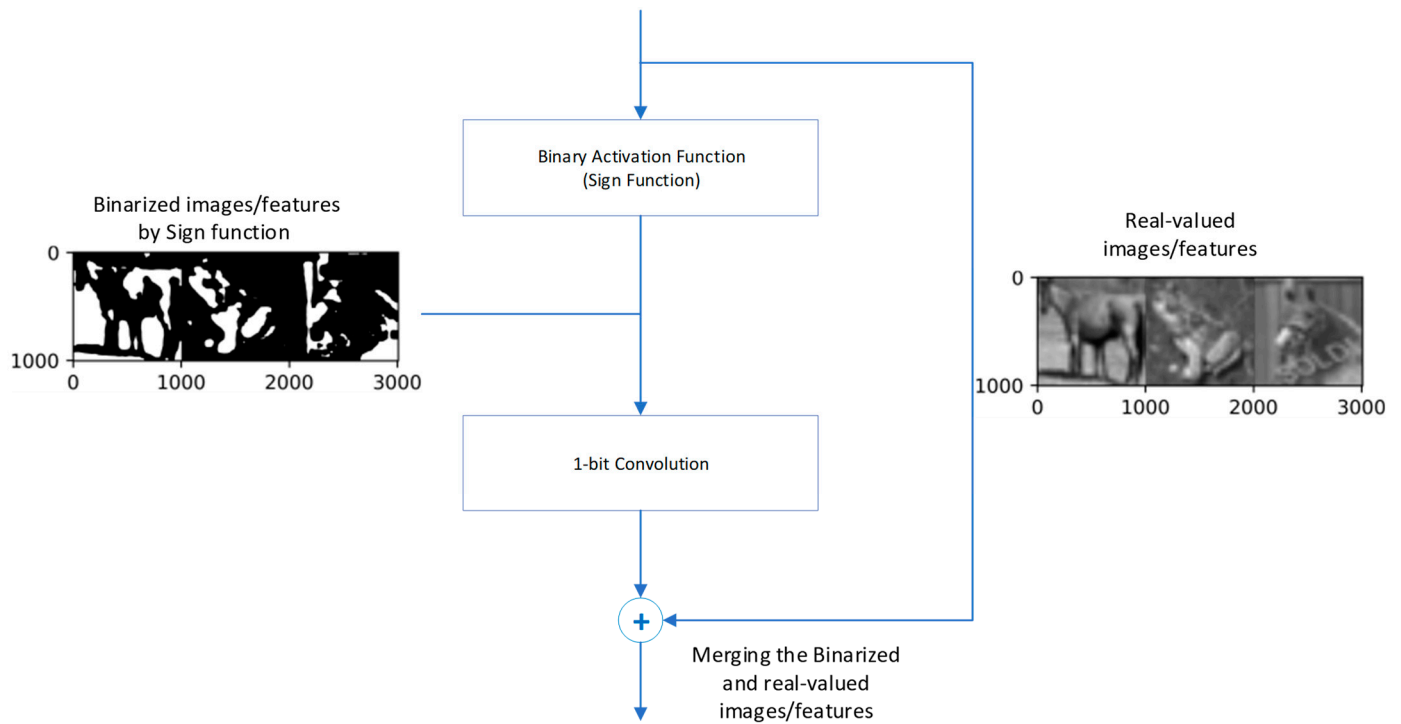 Binary Activation Function
(Sign Function)
Binarized images/features
by Sign function
0
1000
0 1000 2000 3000
Real-valued
images/features
0
1000
0 1000 2000 3000
SOLDI
1-bit Convolution
+
Merging the Binarized
and real-valued
images/features